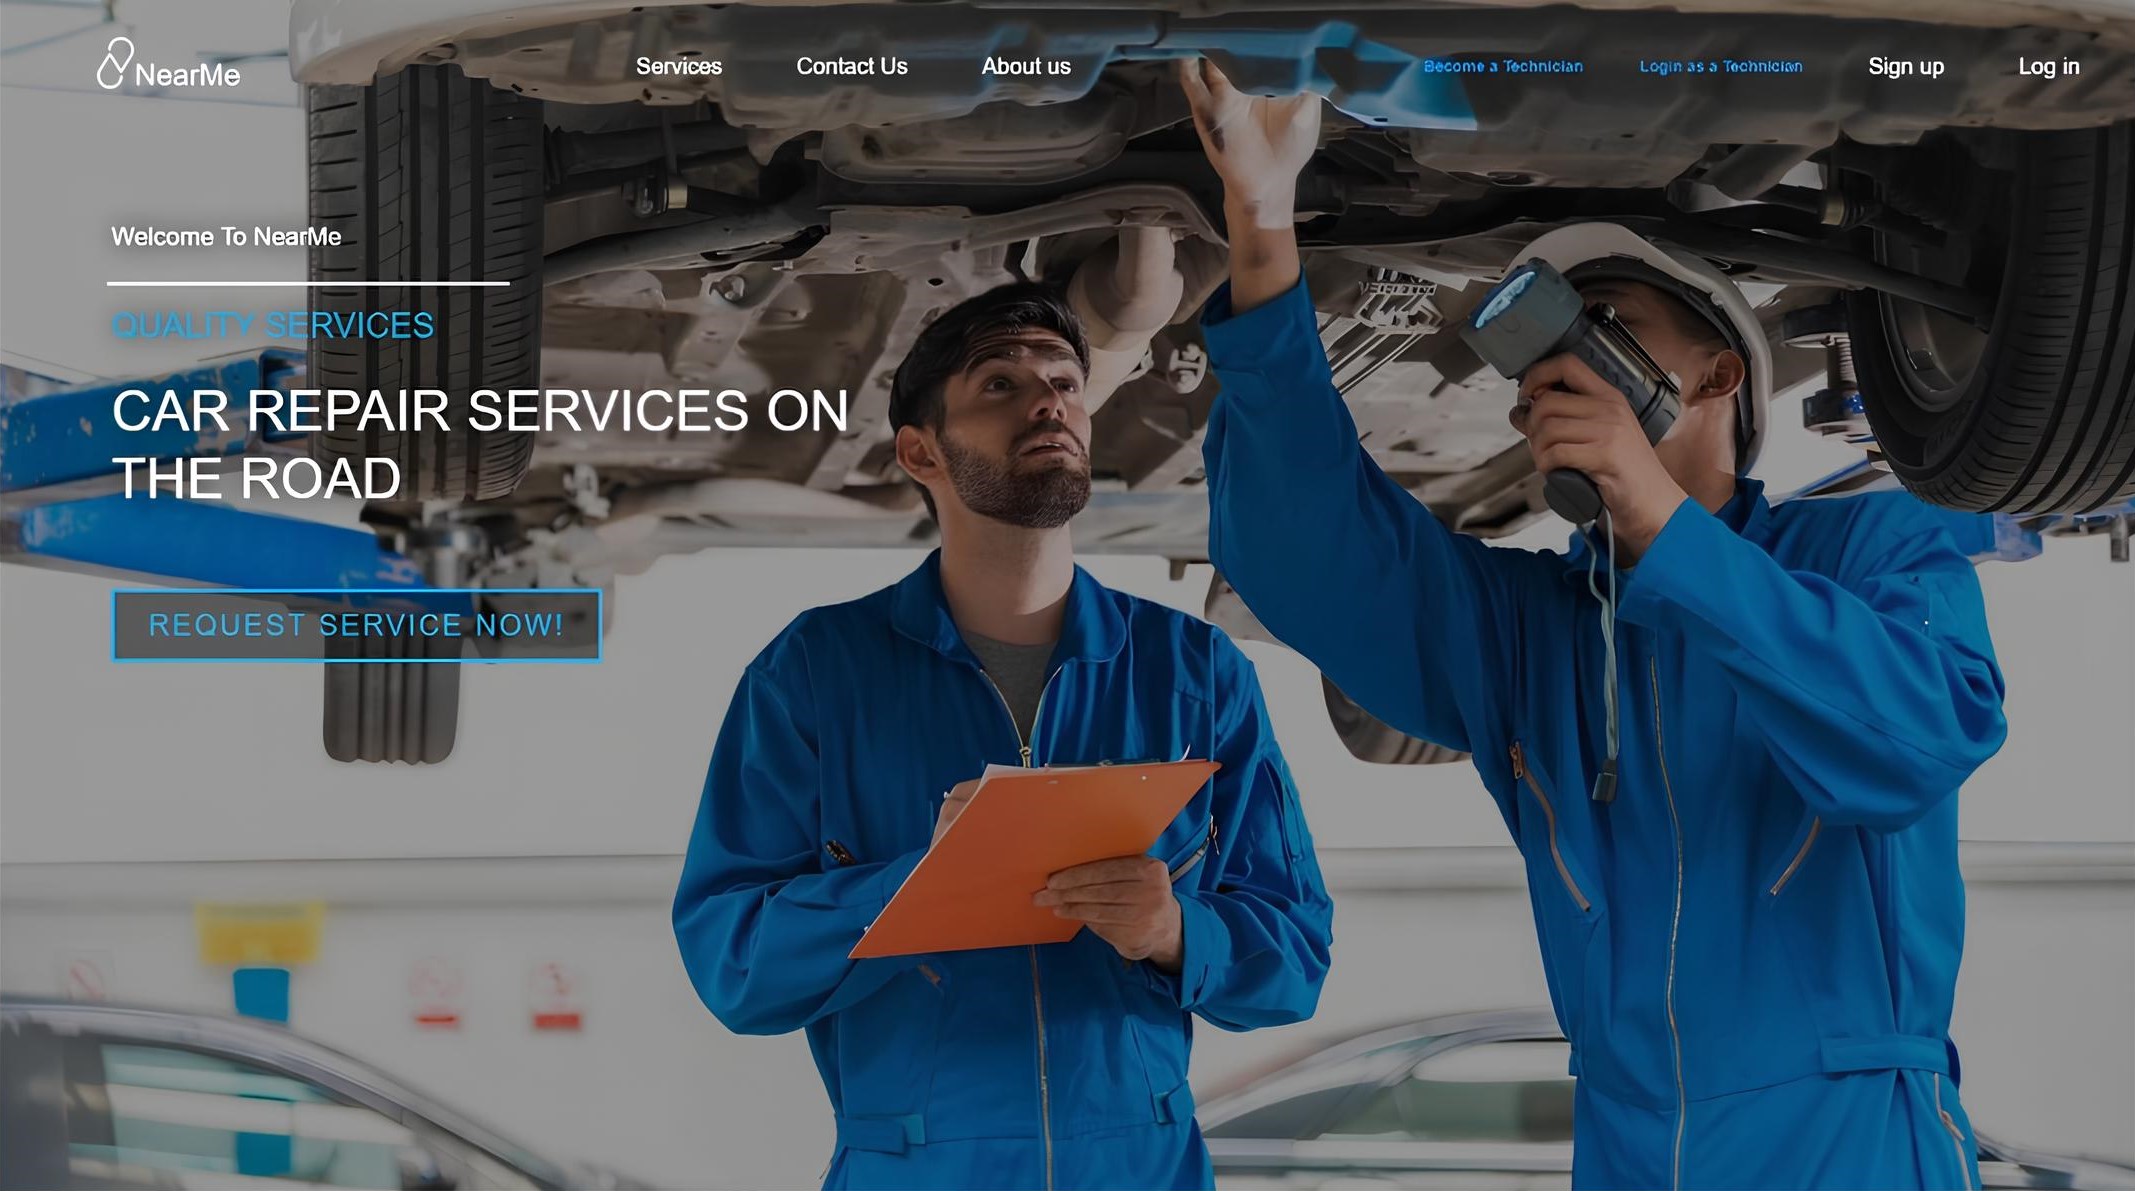 NearMe
Services
Contact Us
About us
Become a Technician
Login as a Technician
Sign up
Log in
Welcome To NearMe
QUALITY SERVICES
CAR REPAIR SERVICES ON
THE ROAD
REQUEST SERVICE NOW!